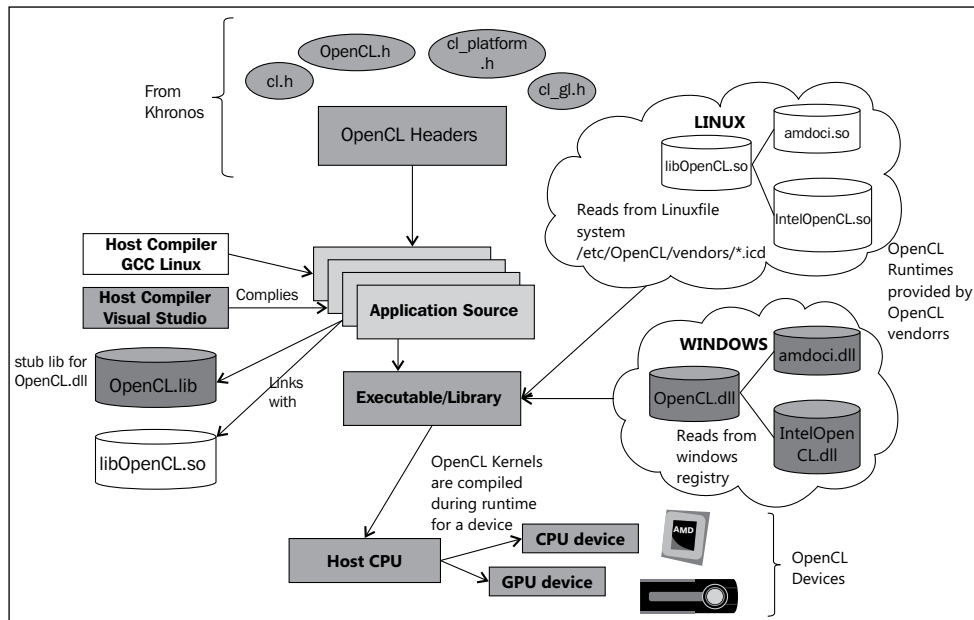 OpenCL.h
cl_platform
.h
cl.h
cl_gl.h
From
Khronos
OpenCL Headers
LINUX
amdoci.so
libOpenCL.so
IntelOpenCL.so
Reads from Linuxfile
system
/etc/OpenCL/vendors/*.icd
Host Compiler
GCC Linux
Host Compiler
Visual Studio
Complies
Application Source
OpenCL
Runtimes
provided by
OpenCL
vendorrs
stub lib for
OpenCL.dll
OpenCL.lib
Links
with
libOpenCL.so
Executable/Library
WINDOWS
amdoci.dll
OpenCL.dll
IntelOpen
CL.dll
Reads from
windows
registry
OpenCL Kernels
are compiled
during runtime
for a device
Host CPU
CPU device
GPU device
AMD
OpenCL
Devices